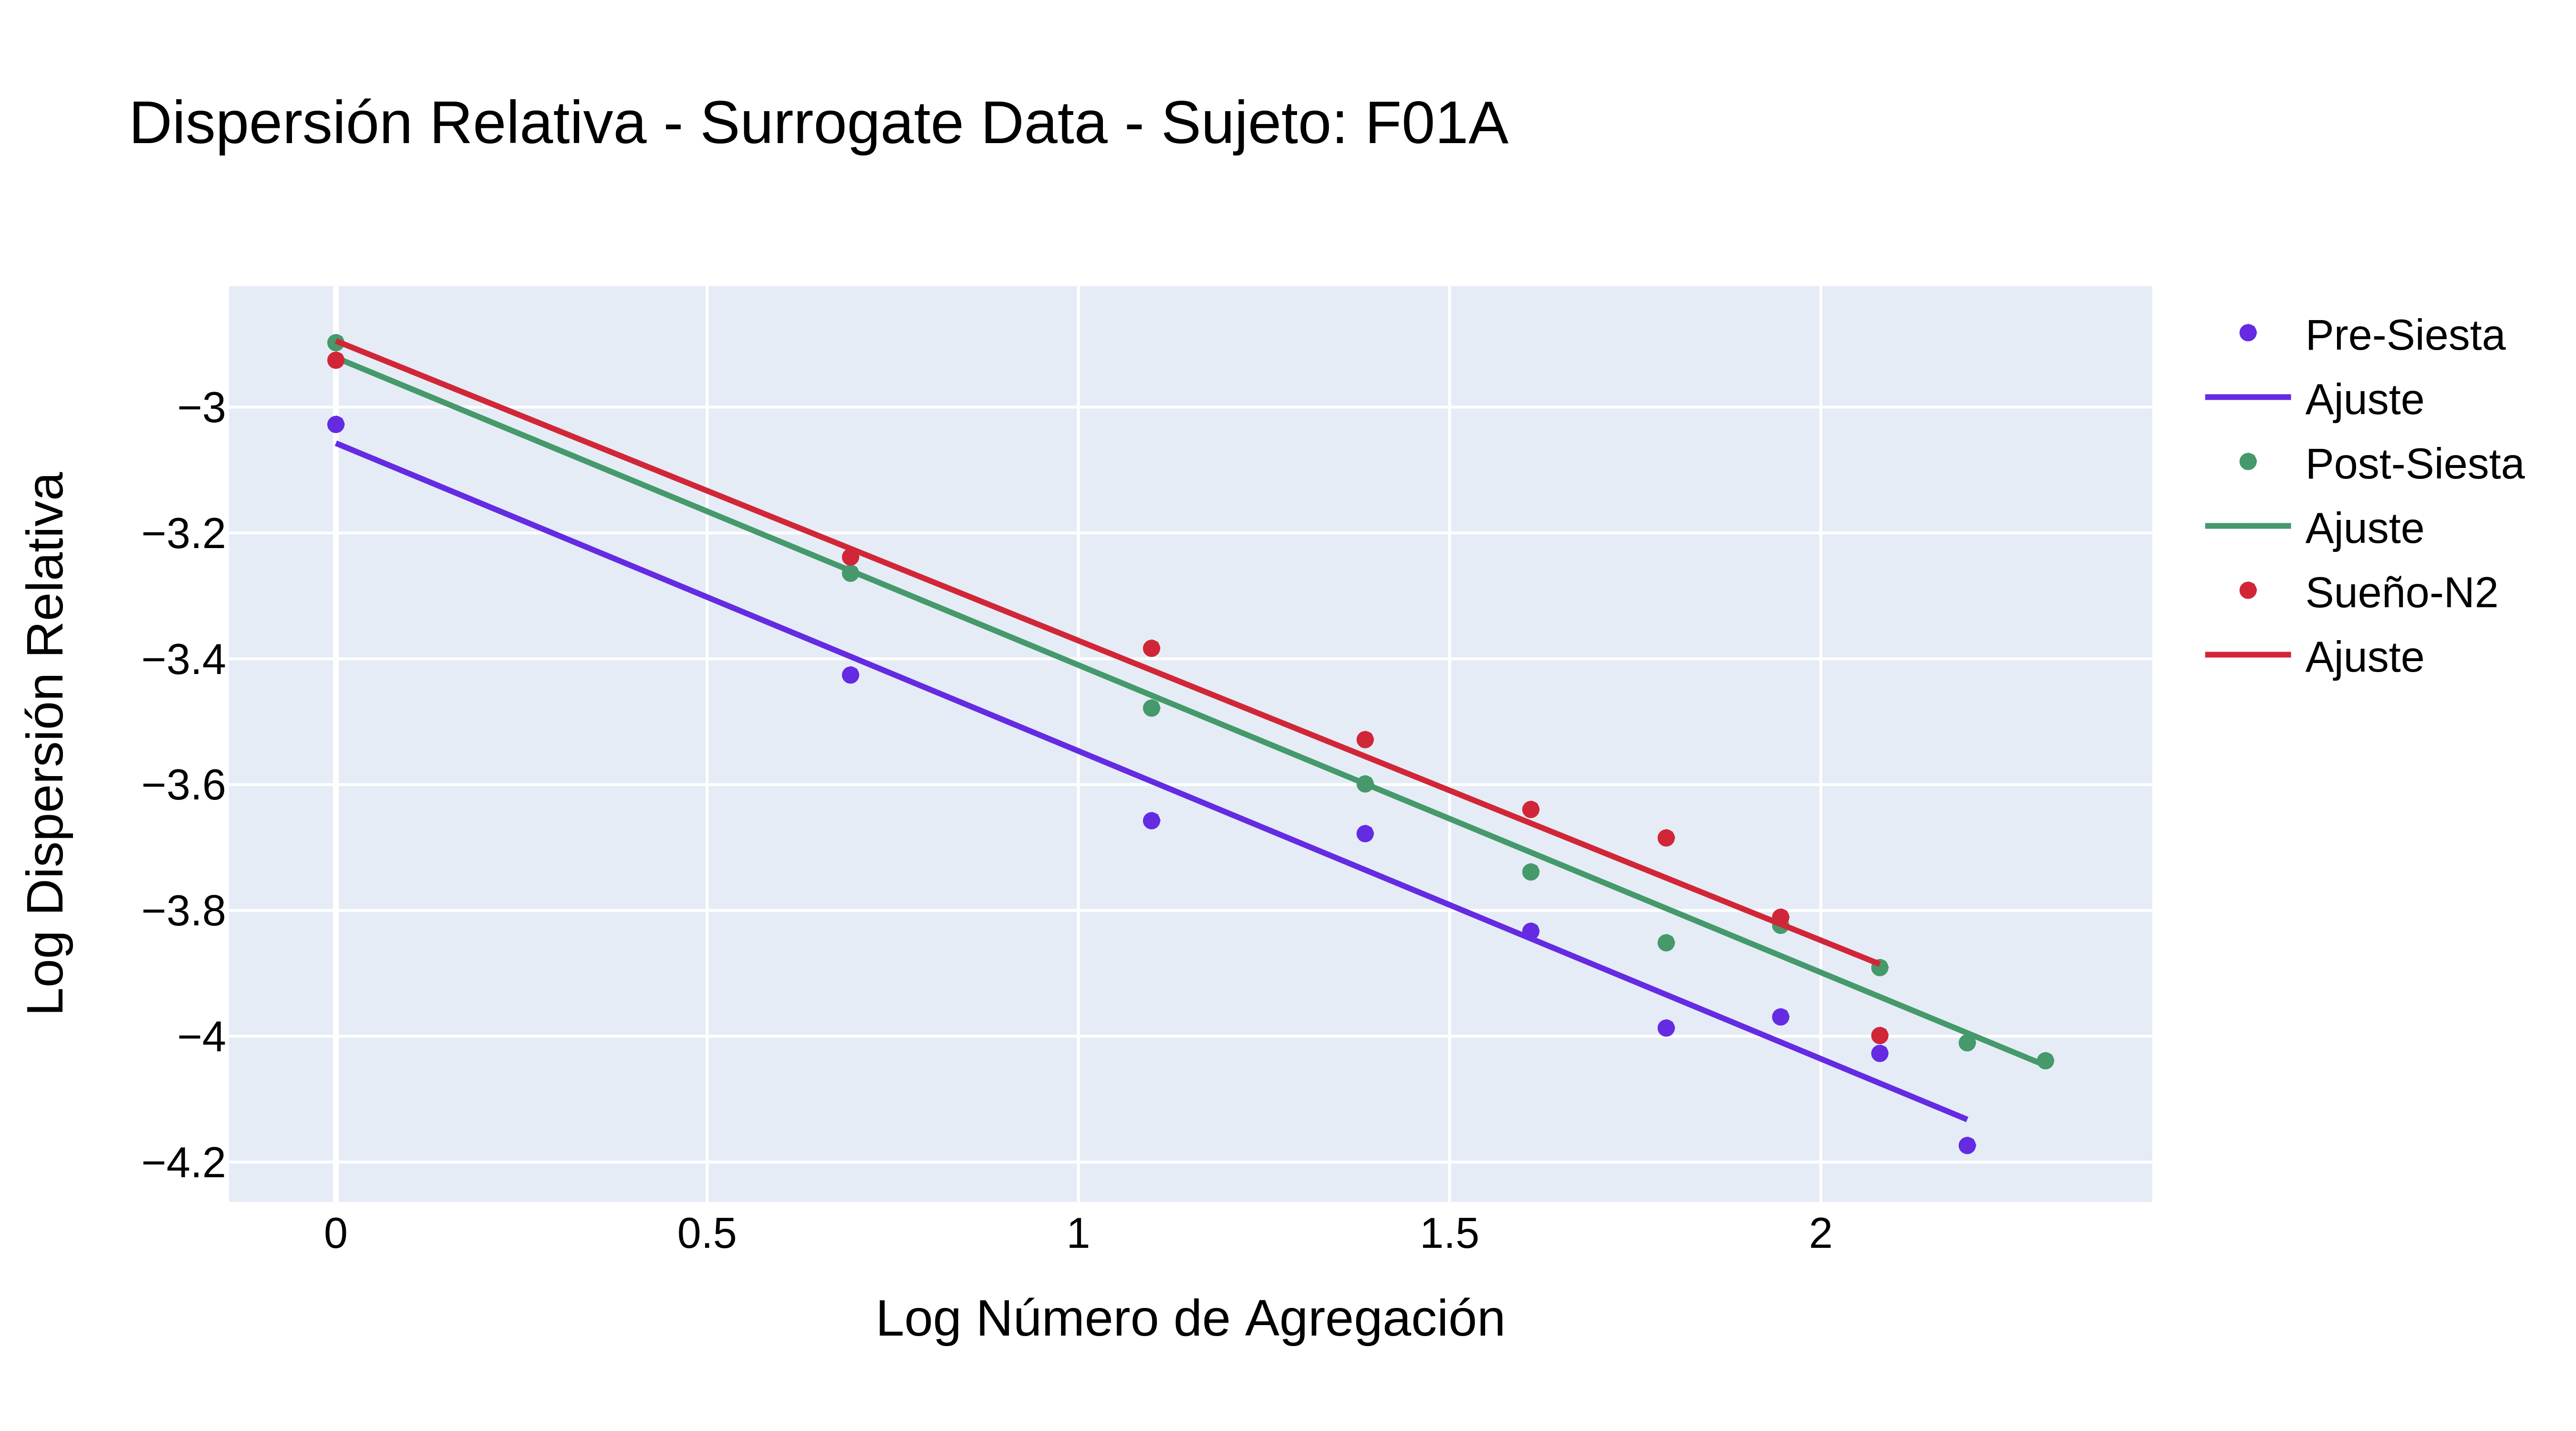 Dispersión Relativa - Surrogate Data - Sujeto: F01A
Log Dispersión Relativa
−3
−3.2
−3.4
−3.6
−3.8
−4
−4.2
0
0.5
1
1.5
2
Log Número de Agregación
Pre-Siesta
Ajuste
Post-Siesta
Ajuste
Sueño-N2
Ajuste